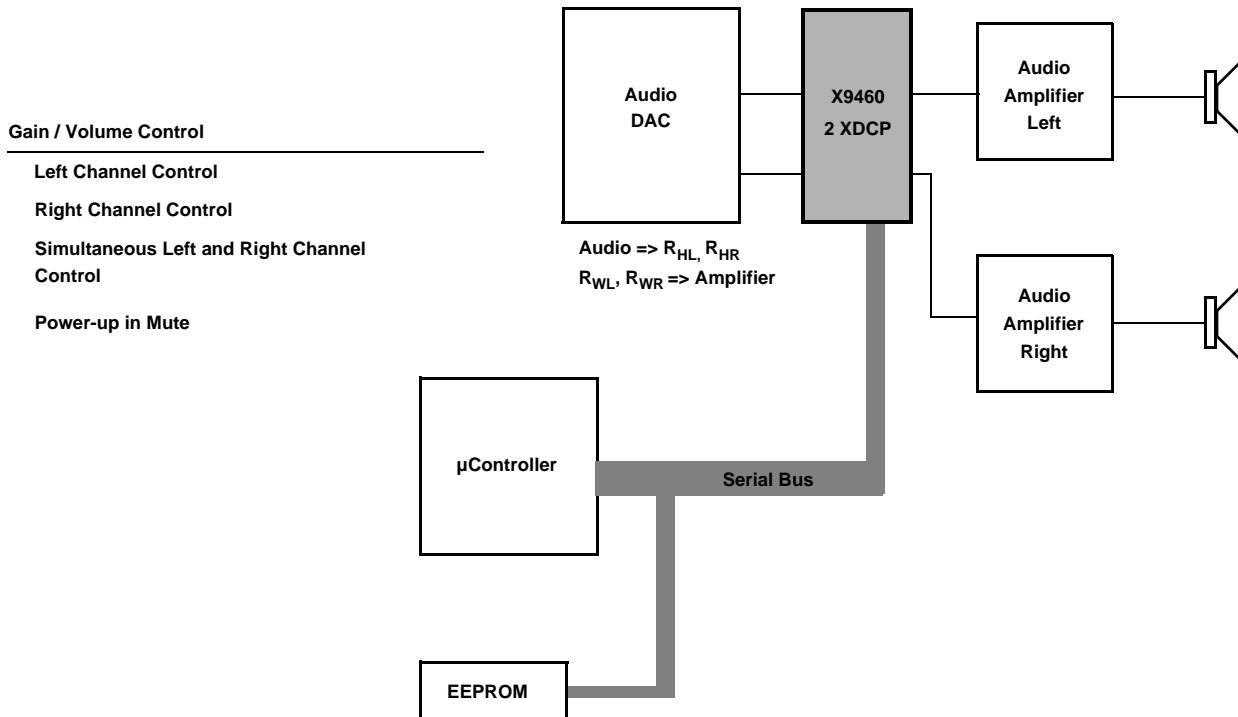 Gain / Volume Control
Left Channel Control
Right Channel Control
Simultaneous Left and Right Channel
Control
Power-up in Mute
Audio
DAC
X9460
2 XDCP
Audio
Amplifier
Left
Audio => RHL, RHR
RWL, RWR => Amplifier
Audio
Amplifier
Right
µController
Serial Bus
EEPROM